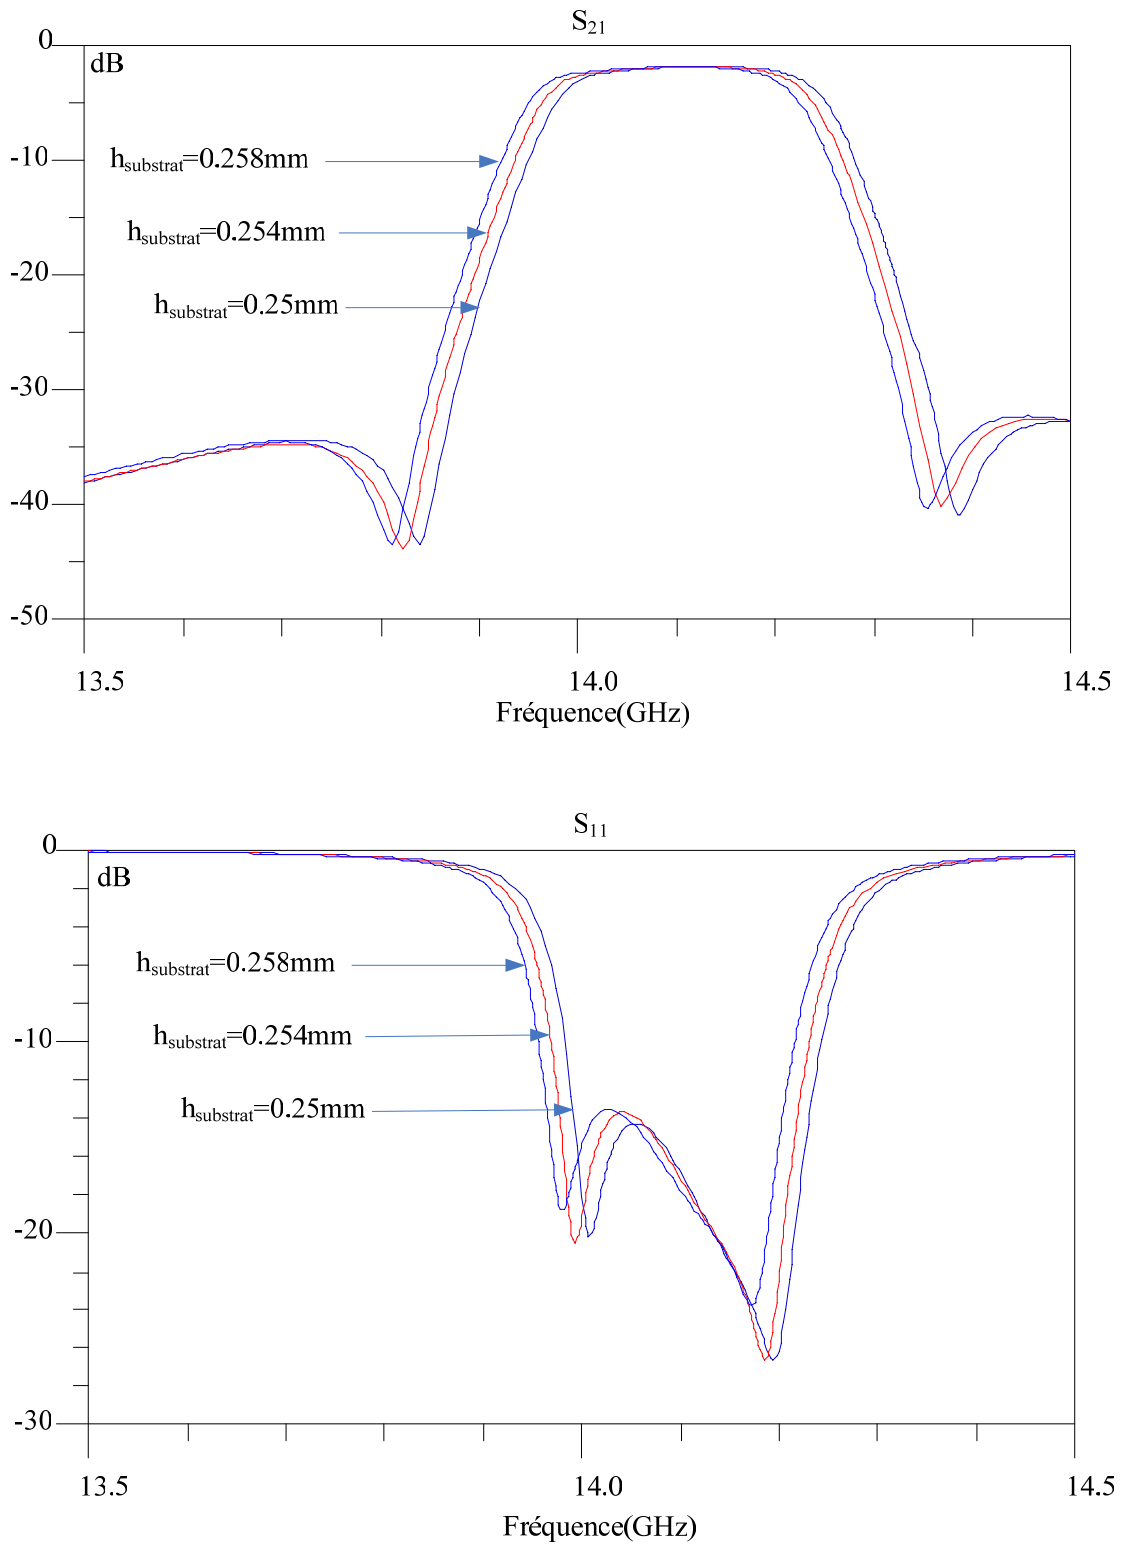 S21
0
dB
-10
hsubstrat=0.258mm
hsubstrat=0.254mm
-20
hsubstrat=0.25mm
-30
-40
-50
13.5 14.0 14.5
Fréquence(GHz)
S11
0
dB
hsubstrat=0.258mm
-10
hsubstrat=0.254mm
hsubstrat=0.25mm
-20
-30
13.5 14.0 14.5
Fréquence(GHz)